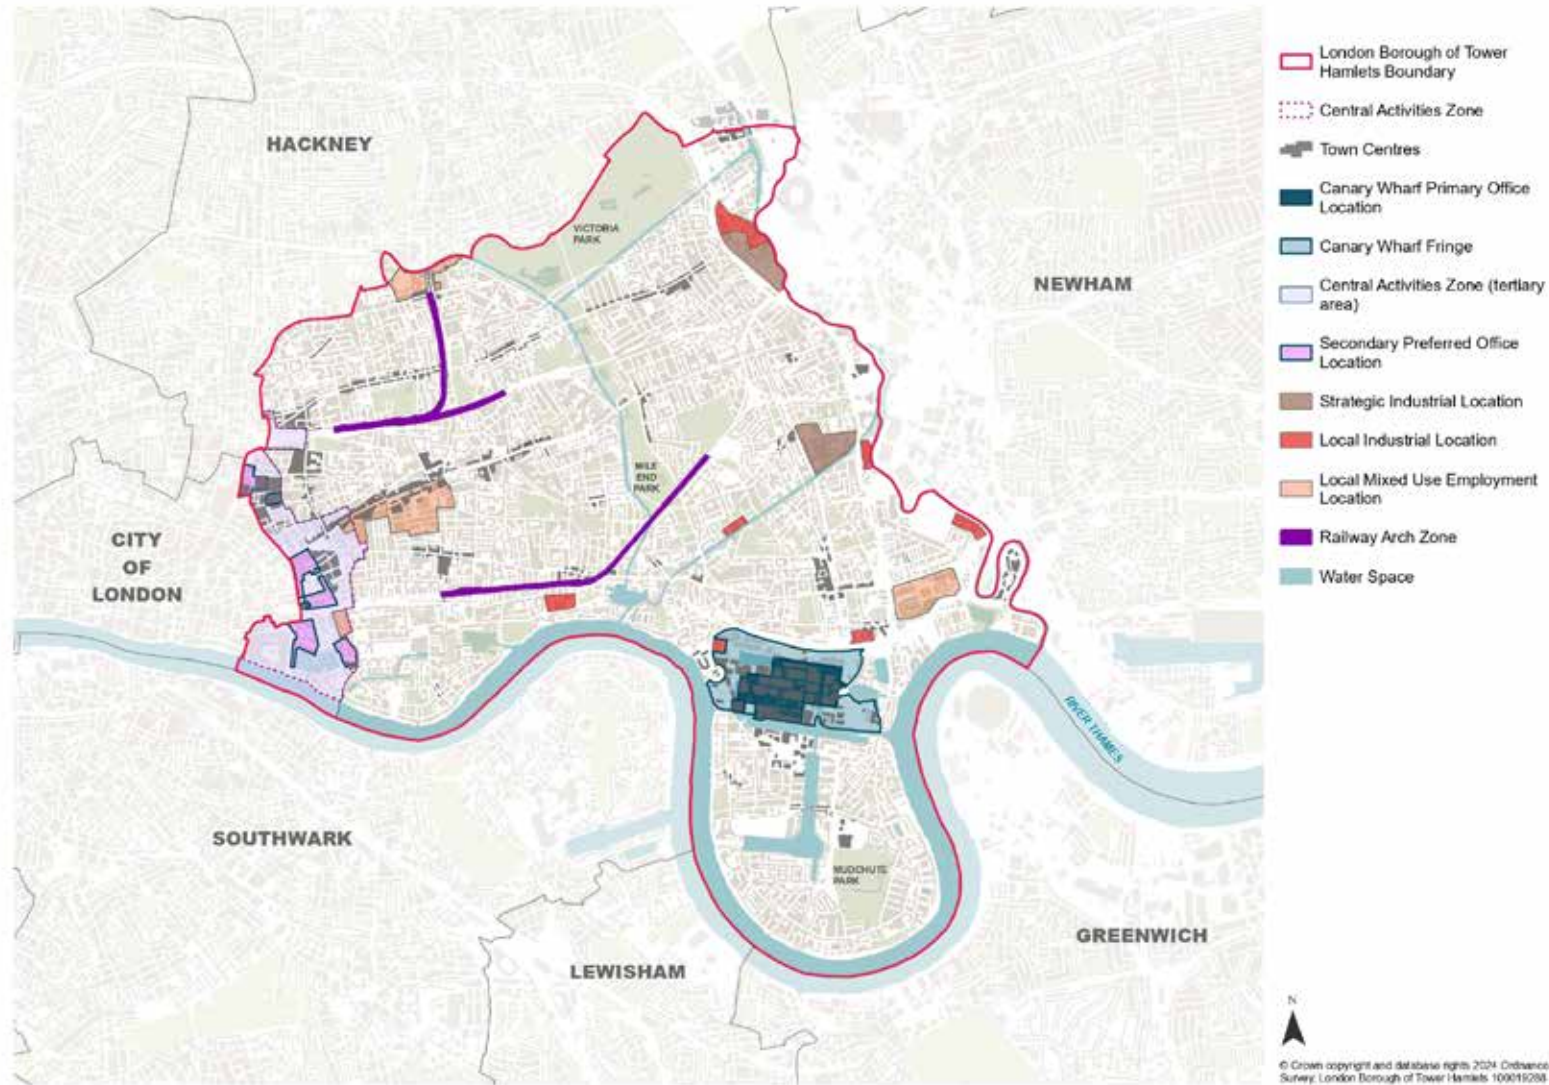 HACKNEY
VICTORIA
PARK
NEWHAM
MILE
END
PARK
CITY
OF
LONDON
RIVER THAMES
SOUTHWARK
MUDCHUTE
PARK
GREENWICH
LEWISHAM
London Borough of Tower
Hamlets Boundary
Central Activities Zone
Town Centres
Canary Wharf Primary Office
Location
Canary Wharf Fringe
Central Activities Zone (tertiary
area)
Secondary Preferred Office
Location
Strategic Industrial Location
Local Industrial Location
Local Mixed Use Employment
Location
Railway Arch Zone
Water Space
N
© Crown copyright and database rights 2024 Ordnance
Survey, London Borough of Tower Hamlets 100019288